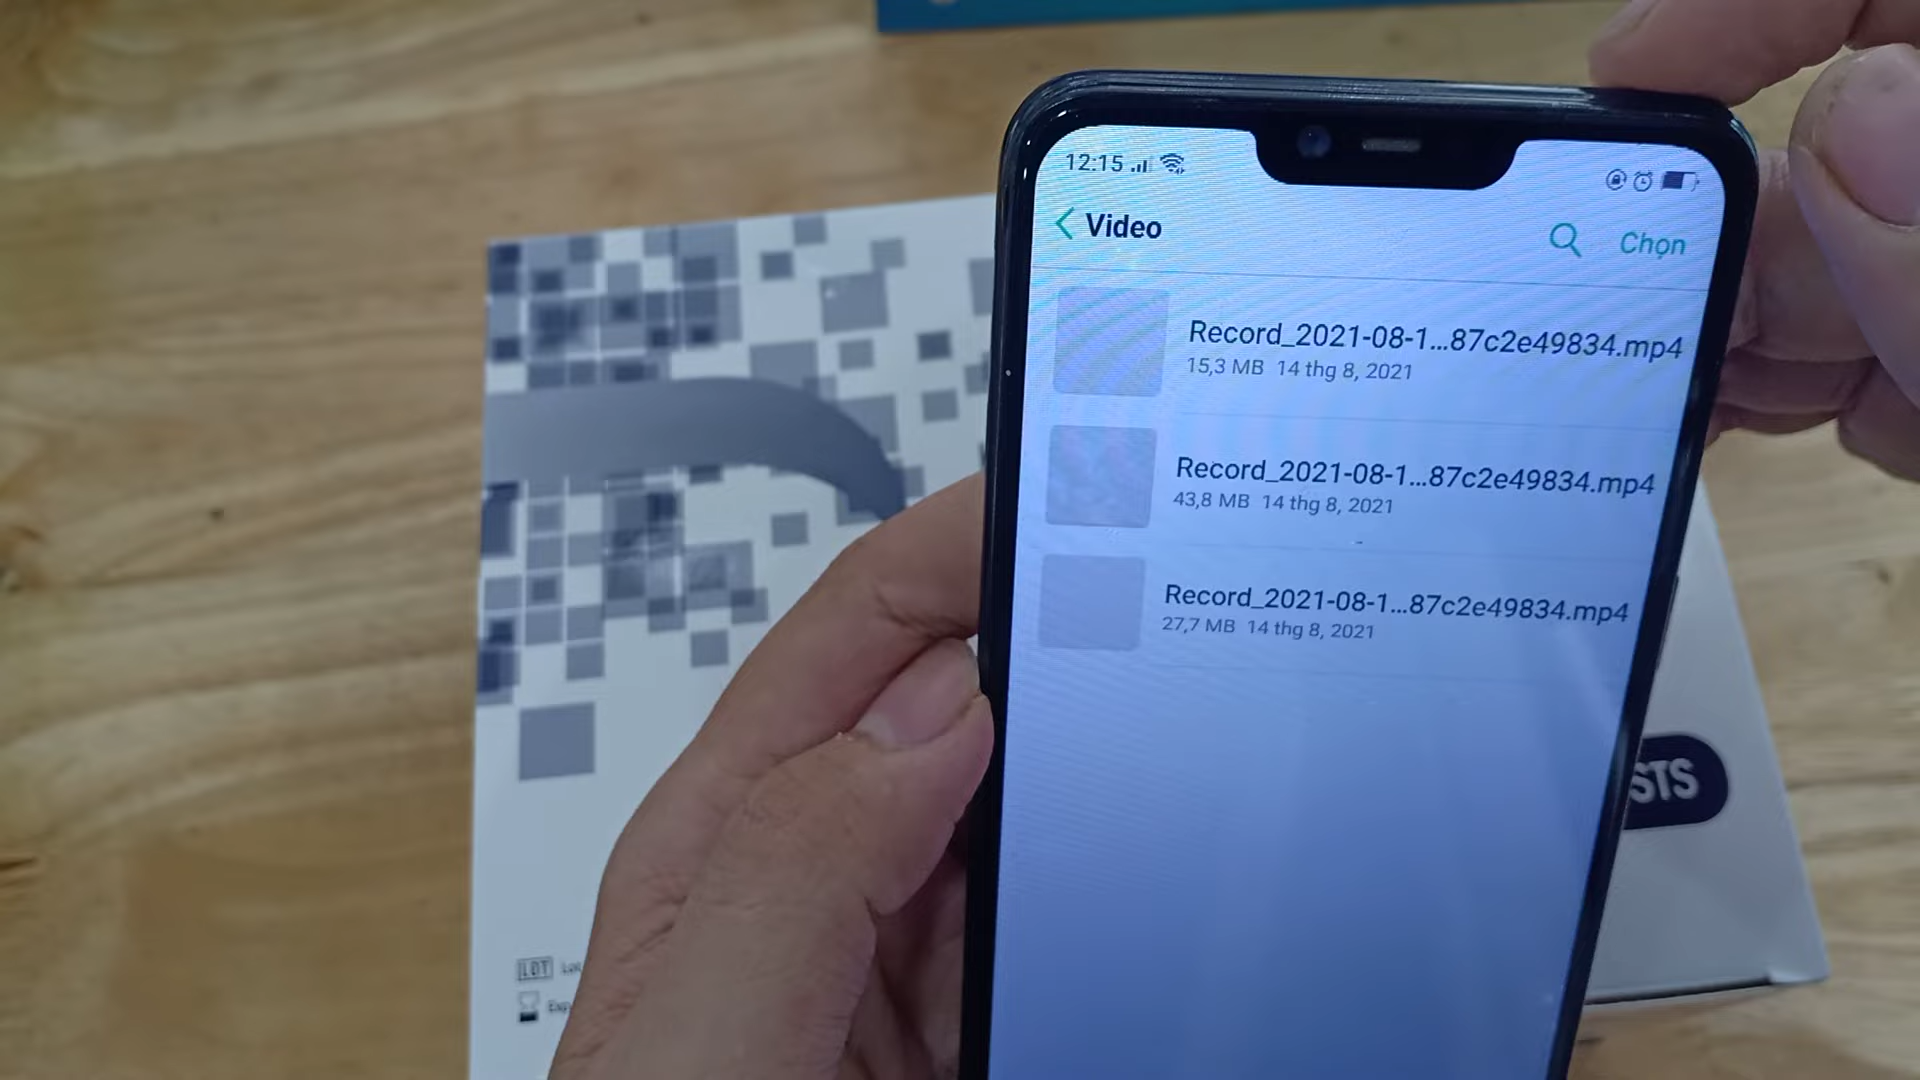 12:15
Video
Chọn
Record_2021-08-1...87c2e49834.mp4
15,3 MB 14 thg 8, 2021
Record_2021-08-1...87c2e49834.mp4
43,8 MB 14 thg 8, 2021
Record_2021-08-1...87c2e49834.mp4
27,7 MB 14 thg 8, 2021
STS
LOT